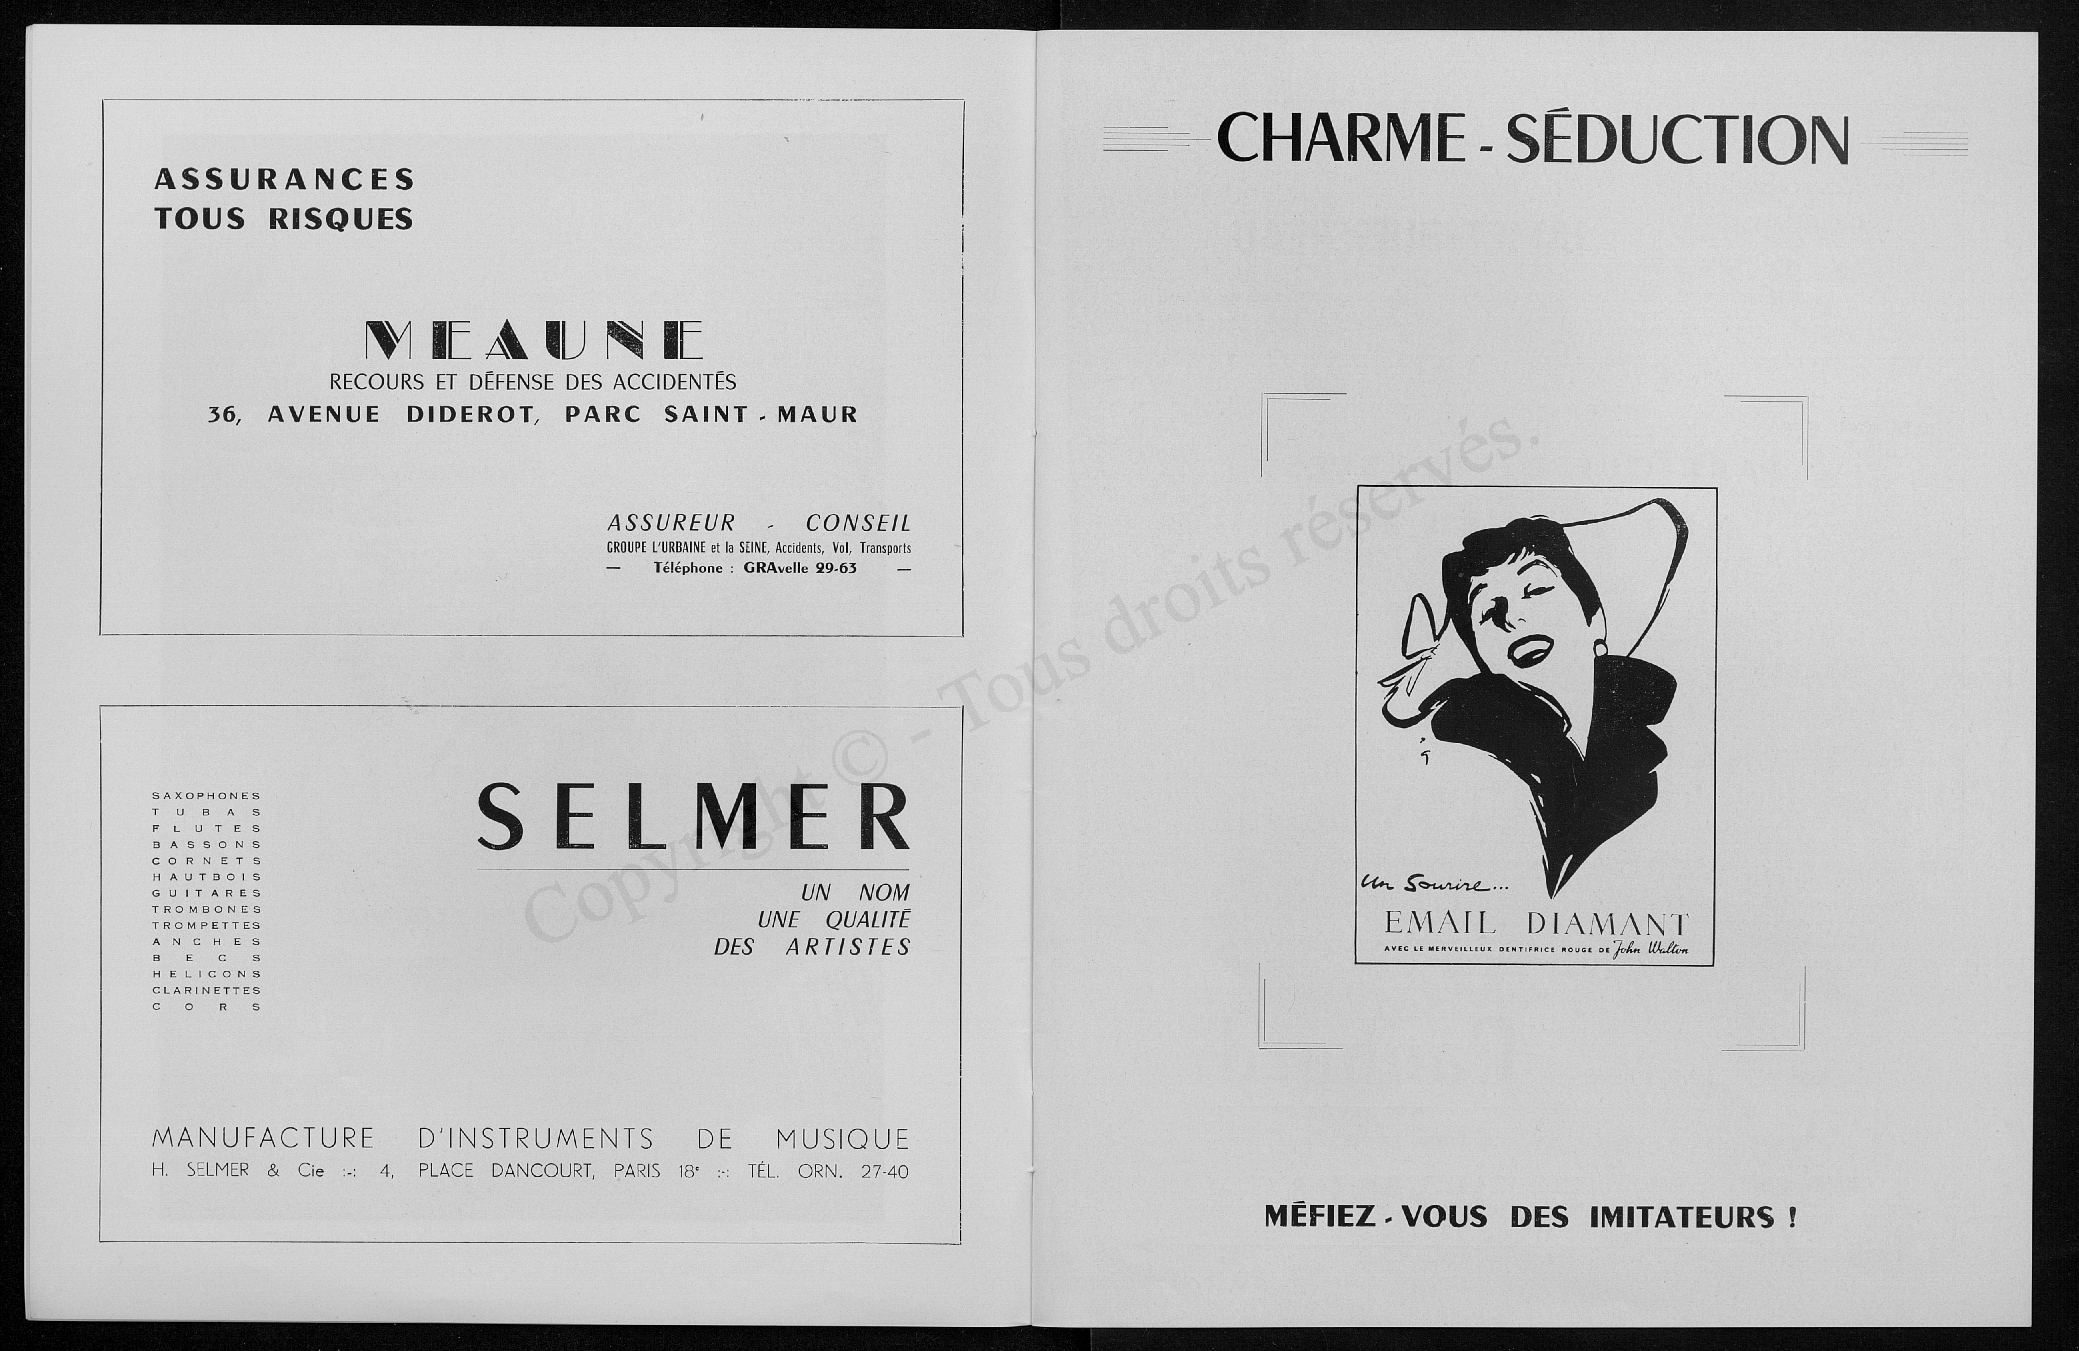 ASSURANCES
TOUS RISQUES
MEAUNE
RECOURS ET DÉFENSE DES ACCIDENTÉS
36, AVENUE DIDEROT, PARC SAINT - MAUR
ASSUREUR - CONSEIL
GROUPE L'URBAINE et la SEINE, Accidents, Vol, Transports
— Téléphone : GRAvelle 29-63 —
SAXOPHONES
TUBAS
FLUTES
BASSONS
CORNETS
HAUTBOIS
GUITARES
TROMBONES
TROMPETTES
ANCHES
BECS
HELICONS
CLARINETTES
CORS
SELMER
UN NOM
UNE QUALITÉ
DES ARTISTES
MANUFACTURE D'INSTRUMENTS DE MUSIQUE
H. SELMER & Cie :-: 4, PLACE DANCOURT, PARIS 18e :-: TÉL. ORN. 27-40
CHARME - SÉDUCTION
Un Sourire...
EMAIL DIAMANT
AVEC LE MERVEILLEUX DENTIFRICE ROUGE DE John Walton
MÉFIEZ - VOUS DES IMITATEURS !
Copyright © - Tous droits réservés.